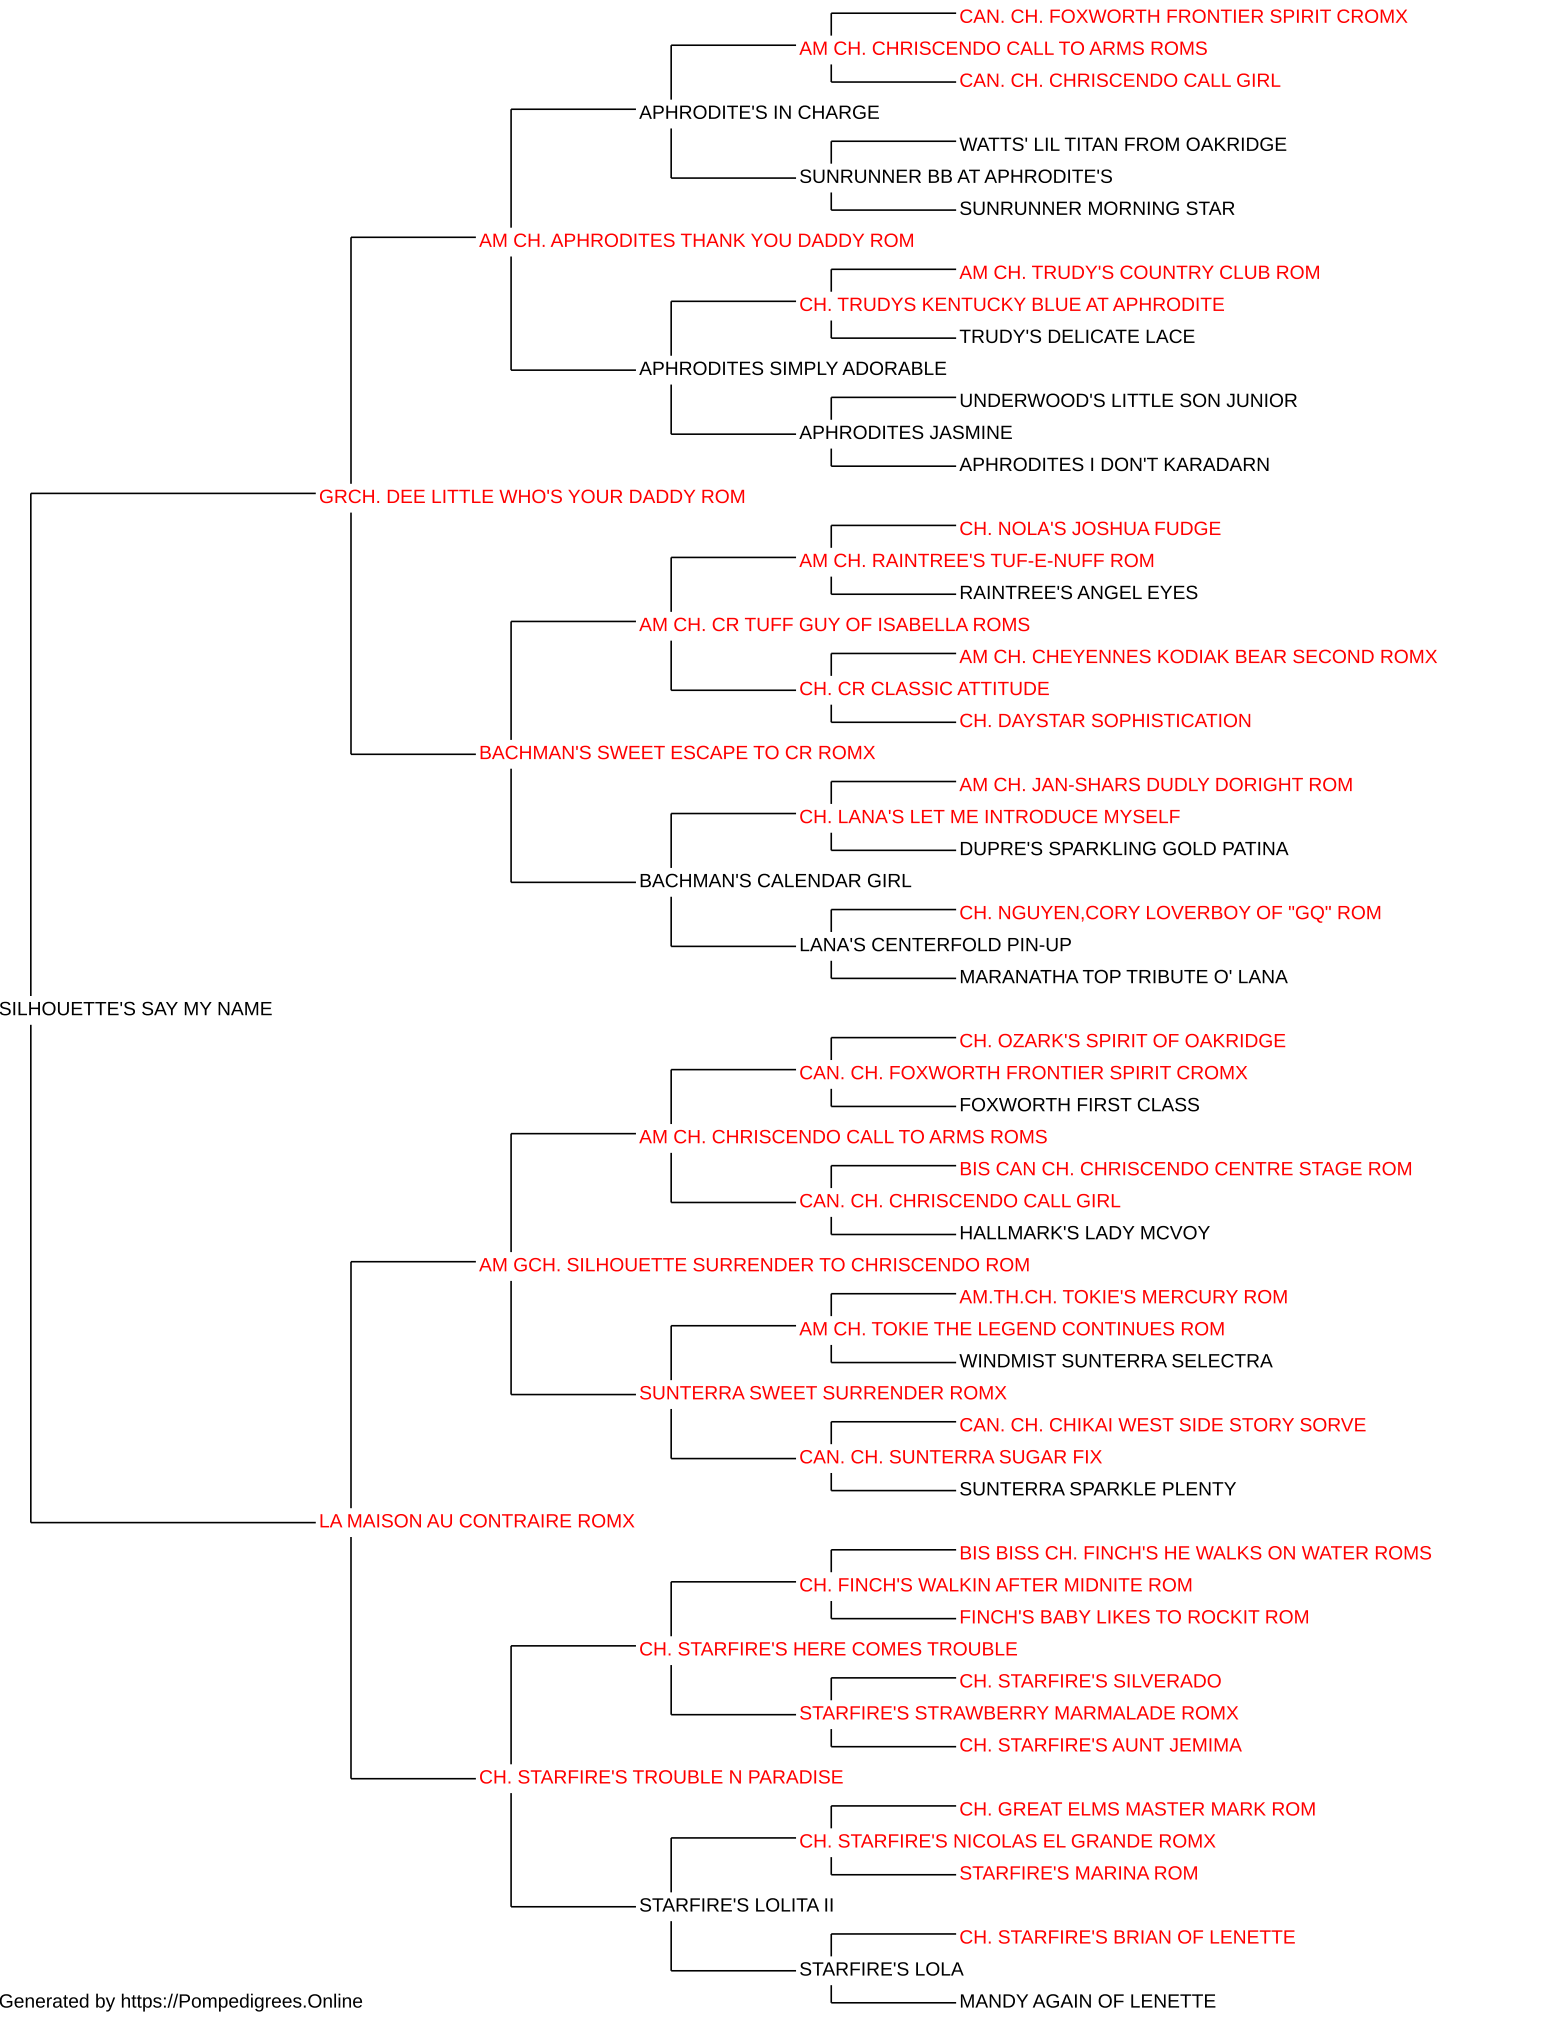 CAN. CH. FOXWORTH FRONTIER SPIRIT CROMX
AM CH. CHRISCENDO CALL TO ARMS ROMS
CAN. CH. CHRISCENDO CALL GIRL
APHRODITE'S IN CHARGE
WATTS' LIL TITAN FROM OAKRIDGE
SUNRUNNER BB AT APHRODITE'S
SUNRUNNER MORNING STAR
AM CH. APHRODITES THANK YOU DADDY ROM
AM CH. TRUDY'S COUNTRY CLUB ROM
CH. TRUDYS KENTUCKY BLUE AT APHRODITE
TRUDY'S DELICATE LACE
APHRODITES SIMPLY ADORABLE
UNDERWOOD'S LITTLE SON JUNIOR
APHRODITES JASMINE
APHRODITES I DON'T KARADARN
GRCH. DEE LITTLE WHO'S YOUR DADDY ROM
CH. NOLA'S JOSHUA FUDGE
AM CH. RAINTREE'S TUF-E-NUFF ROM
RAINTREE'S ANGEL EYES
AM CH. CR TUFF GUY OF ISABELLA ROMS
AM CH. CHEYENNES KODIAK BEAR SECOND ROMX
CH. CR CLASSIC ATTITUDE
CH. DAYSTAR SOPHISTICATION
BACHMAN'S SWEET ESCAPE TO CR ROMX
AM CH. JAN-SHARS DUDLY DORIGHT ROM
CH. LANA'S LET ME INTRODUCE MYSELF
DUPRE'S SPARKLING GOLD PATINA
BACHMAN'S CALENDAR GIRL
CH. NGUYEN,CORY LOVERBOY OF "GQ" ROM
LANA'S CENTERFOLD PIN-UP
MARANATHA TOP TRIBUTE O' LANA
SILHOUETTE'S SAY MY NAME
CH. OZARK'S SPIRIT OF OAKRIDGE
CAN. CH. FOXWORTH FRONTIER SPIRIT CROMX
FOXWORTH FIRST CLASS
AM CH. CHRISCENDO CALL TO ARMS ROMS
BIS CAN CH. CHRISCENDO CENTRE STAGE ROM
CAN. CH. CHRISCENDO CALL GIRL
HALLMARK'S LADY MCVOY
AM GCH. SILHOUETTE SURRENDER TO CHRISCENDO ROM
AM.TH.CH. TOKIE'S MERCURY ROM
AM CH. TOKIE THE LEGEND CONTINUES ROM
WINDMIST SUNTERRA SELECTRA
SUNTERRA SWEET SURRENDER ROMX
CAN. CH. CHIKAI WEST SIDE STORY SORVE
CAN. CH. SUNTERRA SUGAR FIX
SUNTERRA SPARKLE PLENTY
LA MAISON AU CONTRAIRE ROMX
BIS BISS CH. FINCH'S HE WALKS ON WATER ROMS
CH. FINCH'S WALKIN AFTER MIDNITE ROM
FINCH'S BABY LIKES TO ROCKIT ROM
CH. STARFIRE'S HERE COMES TROUBLE
CH. STARFIRE'S SILVERADO
STARFIRE'S STRAWBERRY MARMALADE ROMX
CH. STARFIRE'S AUNT JEMIMA
CH. STARFIRE'S TROUBLE N PARADISE
CH. GREAT ELMS MASTER MARK ROM
CH. STARFIRE'S NICOLAS EL GRANDE ROMX
STARFIRE'S MARINA ROM
STARFIRE'S LOLITA II
CH. STARFIRE'S BRIAN OF LENETTE
STARFIRE'S LOLA
MANDY AGAIN OF LENETTE
Generated by https://Pompedigrees.Online